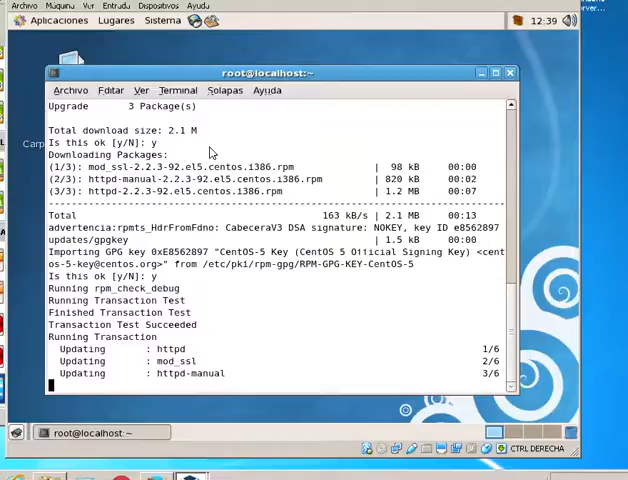 Archivo Máquina Ver Entrada Dispositivos Ayuda
Aplicaciones Lugares Sistema 12:39
erver...
root@localhost:~
Archivo Editar Ver Terminal Solapas Ayuda
Upgrade 3 Package(s)
Total download size: 2.1 M
Is this ok [y/N]: y
Carp
Downloading Packages:
(1/3): mod_ssl-2.2.3-92.el5.centos.i386.rpm | 98 kB 00:00
(2/3): httpd-manual-2.2.3-92.el5.centos.i386.rpm | 820 kB 00:02
(3/3): httpd-2.2.3-92.el5.centos.i386.rpm | 1.2 MB 00:07
--------------------------------------------------------------------------------
Total 163 kB/s | 2.1 MB 00:13
advertencia:rpmts_HdrFromFdno: CabeceraV3 DSA signature: NOKEY, key ID e8562897
updates/gpgkey | 1.5 kB 00:00
Importing GPG key 0xE8562897 "CentOS-5 Key (CentOS 5 Official Signing Key) <cent
os-5-key@centos.org>" from /etc/pki/rpm-gpg/RPM-GPG-KEY-CentOS-5
Is this ok [y/N]: y
Running rpm_check_debug
Running Transaction Test
Finished Transaction Test
Transaction Test Succeeded
Running Transaction
Updating : httpd 1/6
Updating : mod_ssl 2/6
Updating : httpd-manual 3/6
root@localhost:~
CTRL DERECHA